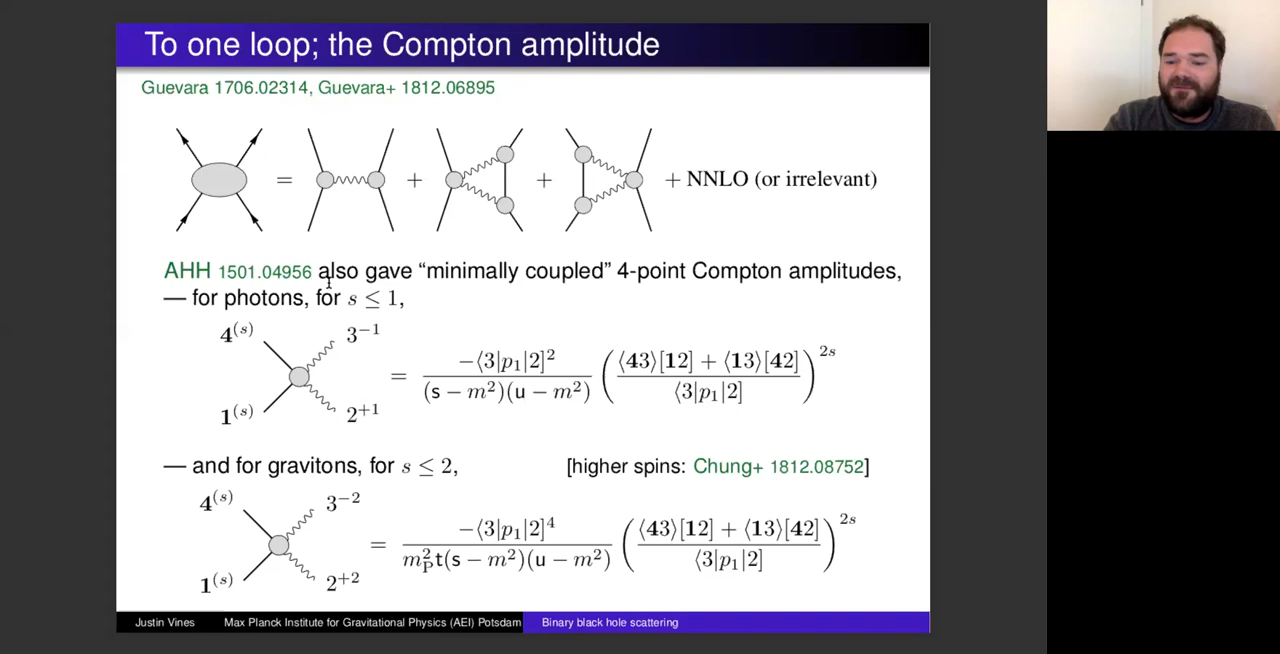 To one loop; the Compton amplitude
Guevara 1706.02314, Guevara+ 1812.06895
= + + + NNLO (or irrelevant)
AHH 1501.04956 also gave “minimally coupled” 4-point Compton amplitudes,
— for photons, for s ≤ 1,
4^(s) 3^−1
1^(s) 2^+1
= −⟨3|p₁|2]² / (s − m²)(u − m²) ( (⟨43⟩[12] + ⟨13⟩[42]) / ⟨3|p₁|2] )^2s
— and for gravitons, for s ≤ 2, [higher spins: Chung+ 1812.08752]
4^(s) 3^−2
1^(s) 2^+2
= −⟨3|p₁|2]⁴ / m_P² t(s − m²)(u − m²) ( (⟨43⟩[12] + ⟨13⟩[42]) / ⟨3|p₁|2] )^2s
Justin Vines Max Planck Institute for Gravitational Physics (AEI) Potsdam Binary black hole scattering